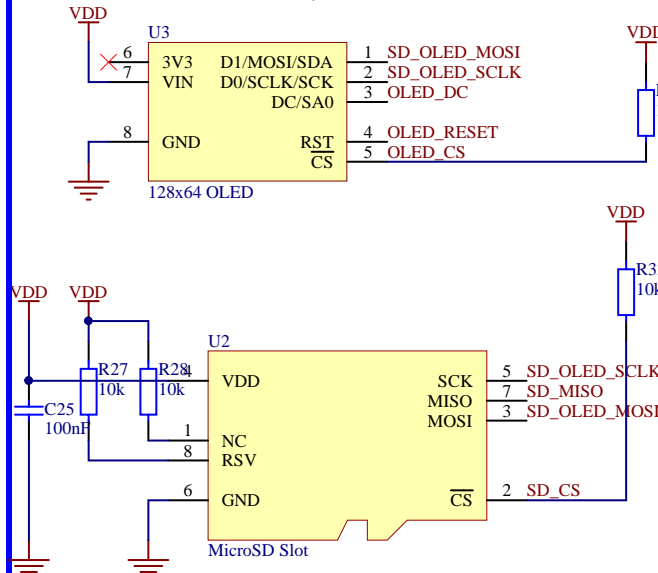 VDD
VDD
U3
6 3V3 D1/MOSI/SDA 1 SD_OLED_MOSI
7 VIN D0/SCLK/SCK 2 SD_OLED_SCLK
DC/SA0 3 OLED_DC
8 GND RST 4 OLED_RESET
CS 5 OLED_CS
128x64 OLED
VDD
R3
10k
VDD VDD
U2
R27 R28 4 VDD SCK 5 SD_OLED_SCLK
10k 10k MISO 7 SD_MISO
C25 MOSI 3 SD_OLED_MOSI
100nF
1 NC
8 RSV
6 GND CS 2 SD_CS
MicroSD Slot